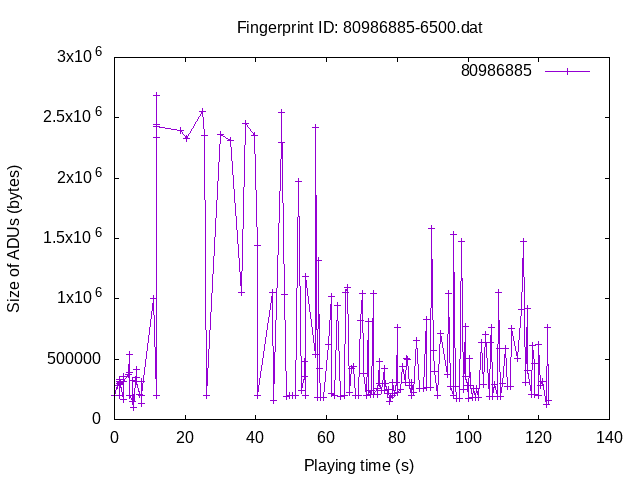 Fingerprint ID: 80986885-6500.dat
80986885
3x10^6
2.5x10^6
2x10^6
1.5x10^6
1x10^6
500000
0
Size of ADUs (bytes)
0 20 40 60 80 100 120 140
Playing time (s)